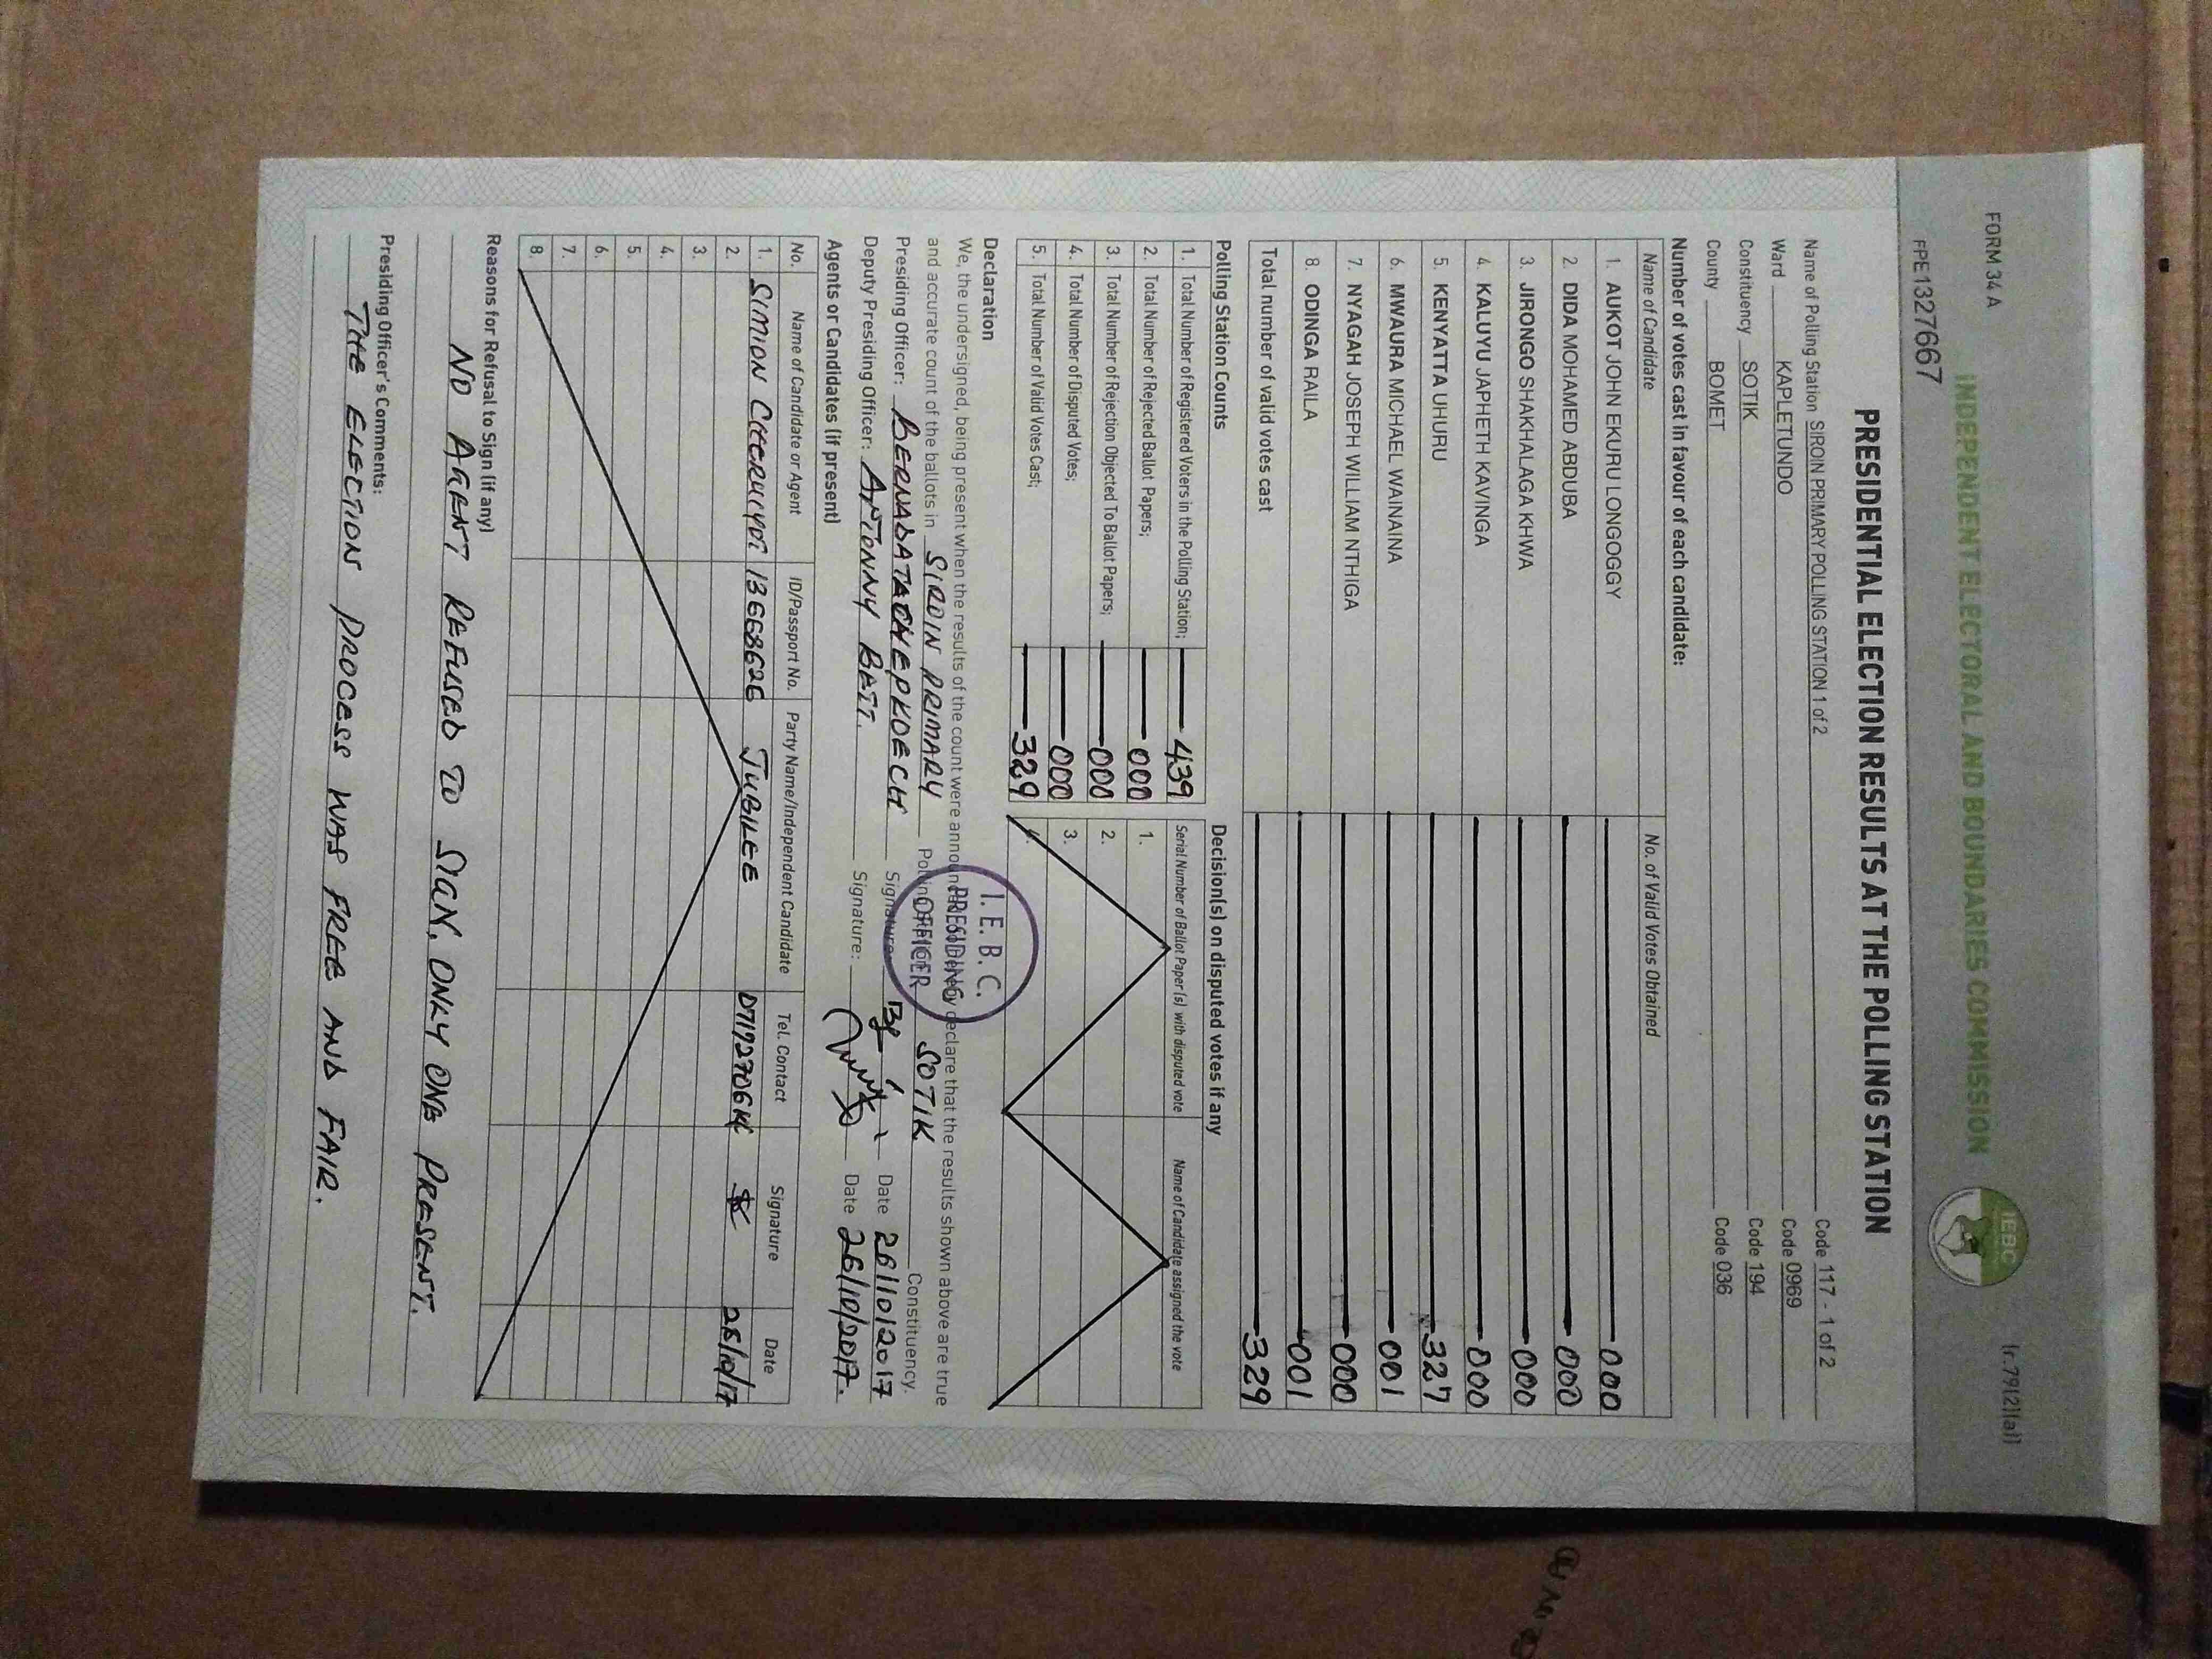 FORM 34 A
(r.79(2)(a))
INDEPENDENT ELECTORAL AND BOUNDARIES COMMISSION
IEBC
FPE132767
PRESIDENTIAL ELECTION RESULTS AT THE POLLING STATION
Name of Polling Station SIROIN PRIMARY POLLING STATION 1 of 2 Code 117 - 1 of 2
Ward KAPLETUNDO Code 0969
Constituency SOTIK Code 194
County BOMET Code 036
Number of votes cast in favour of each candidate:
Name of Candidate No. of Valid Votes Obtained
1. AUKOT JOHN EKURU LONGOGGY 000
2. DIDA MOHAMED ABDUBA 000
3. JIRONGO SHAKHALAGA KHWA 000
4. KALUYU JAPHETH KAVINGA 000
5. KENYATTA UHURU 327
6. MWAURA MICHAEL WAINAINA 001
7. NYAGAH JOSEPH WILLIAM NTHIGA 000
8. ODINGA RAILA 001
Total number of valid votes cast 329
Polling Station Counts
1. Total Number of Registered Voters in the Polling Station; 439
2. Total Number of Rejected Ballot Papers; 000
3. Total Number of Rejection Objected To Ballot Papers; 000
4. Total Number of Disputed Votes; 000
5. Total Number of Valid Votes Cast; 329
Decision(s) on disputed votes if any
Serial Number of Ballot Paper(s) with disputed vote Name of Candidate assigned the vote
1.
2.
3.
4.
Declaration
We, the undersigned, being present when the results of the count were announced, do hereby declare that the results shown above are true
and accurate count of the ballots in SIROIN PRIMARY Polling Station SOTIK Constituency.
I. E. B. C.
PRESIDING
OFFICER
Presiding Officer: BERNADATA CHEPKOECH Signature: Date 26/10/2017
Deputy Presiding Officer: ANTONNY BETT. Signature: Date 26/10/2017.
Agents or Candidates (if present)
No. Name of Candidate or Agent ID/Passport No. Party Name/Independent Candidate Tel. Contact Signature Date
1. SIMION CHERUIYOT 13668626 JUBILEE 26/10/17
2.
3.
4.
5.
6.
7.
8.
Reasons for Refusal to Sign (if any)
NO AGENT REFUSED TO SIGN. ONLY ONE PRESENT.
Presiding Officer's Comments:
THE ELECTION PROCESS WAS FREE AND FAIR.